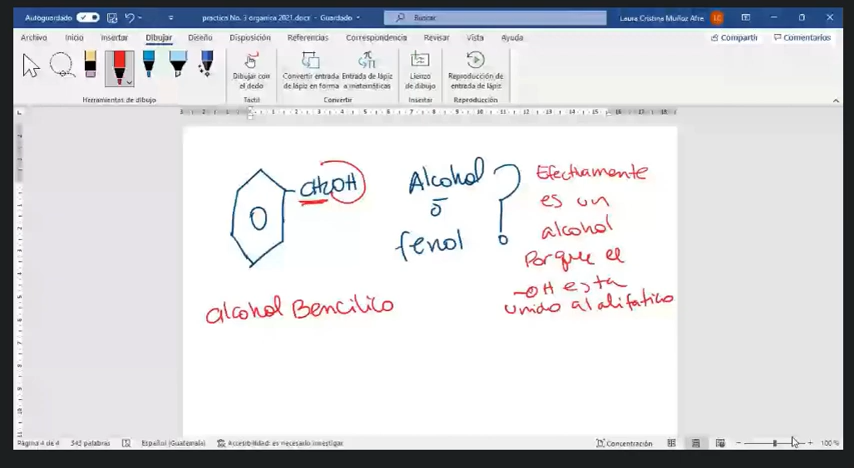 Autoguardado
practica No. 3 organica 2021.docx - Guardado
Buscar
Laura Cristina Muñoz Afre
LC
Archivo Inicio Insertar Dibujar Diseño Disposición Referencias Correspondencia Revisar Vista Ayuda
Compartir Comentarios
Dibujar con el dedo
Convertir entrada de lápiz en forma
Entrada de lápiz a matemáticas
Lienzo de dibujo
Reproducción de entrada de lápiz
Herramientas de dibujo Táctil Convertir Insertar Reproducción
CH2OH
Alcohol
ō
fenol
?
Efectivamente
es un
alcohol
Porque el
-OH esta
unido al alifatico
alcohol Bencilico
Página 4 de 4 543 palabras Español (Guatemala) Accesibilidad: es necesario investigar
Concentración 100 %